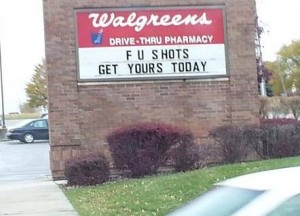 Walgreens
DRIVE-THRU PHARMACY
F U SHOTS
GET YOURS TODAY